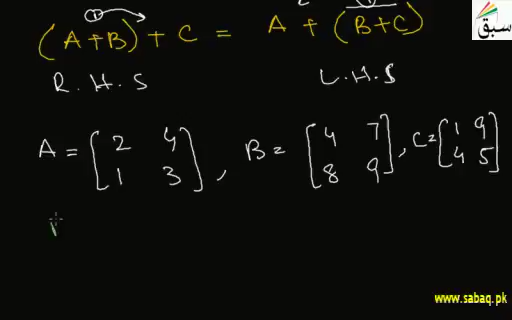 سبق
(A+B) + C = A + (B+C)
R.H.S L.H.S
A = [2 4; 1 3], B = [4 7; 8 9], C = [1 9; 4 5]
www.sabaq.pk